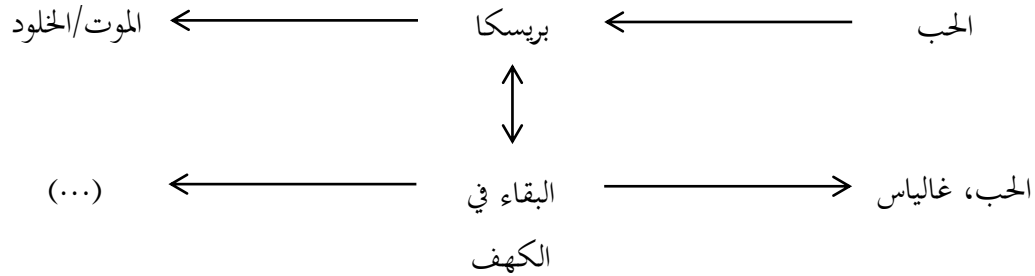 الحب
بريسكا
الموت/الخلود
الحب، غالياس
البقاء في
الكهف
(...)